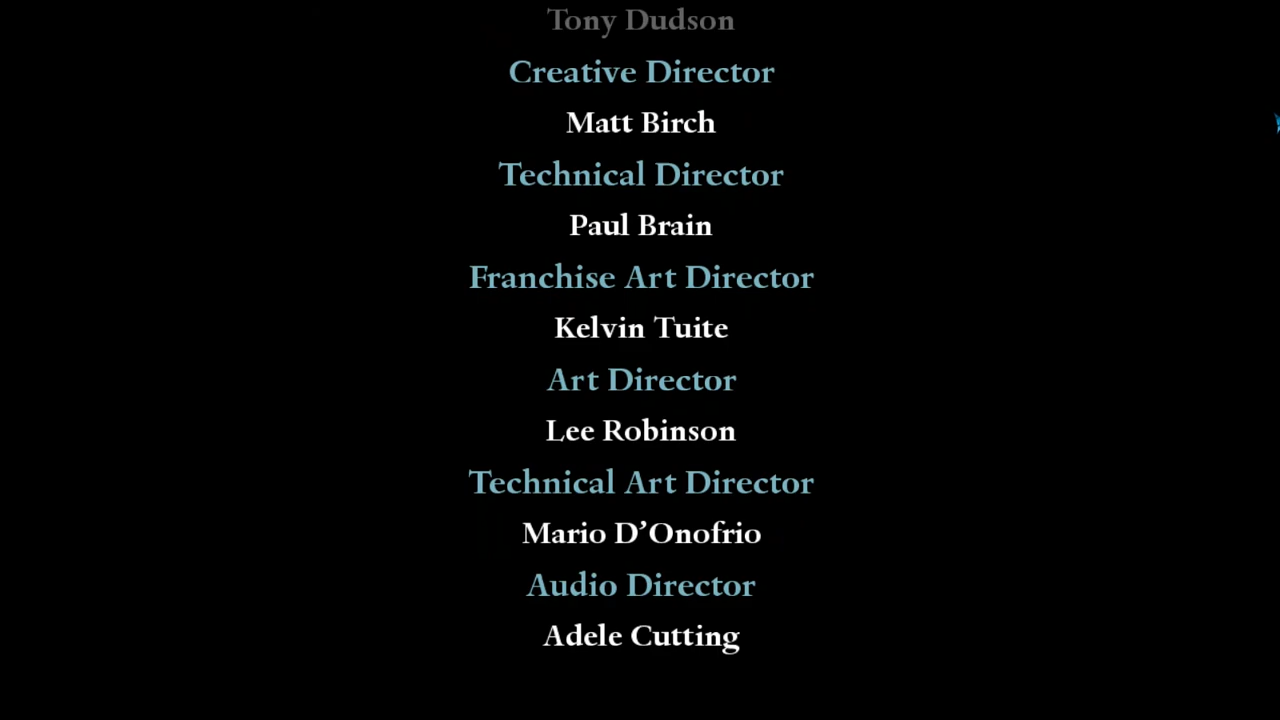 Tony Dudson
Creative Director
Matt Birch
Technical Director
Paul Brain
Franchise Art Director
Kelvin Tuite
Art Director
Lee Robinson
Technical Art Director
Mario D’Onofrio
Audio Director
Adele Cutting